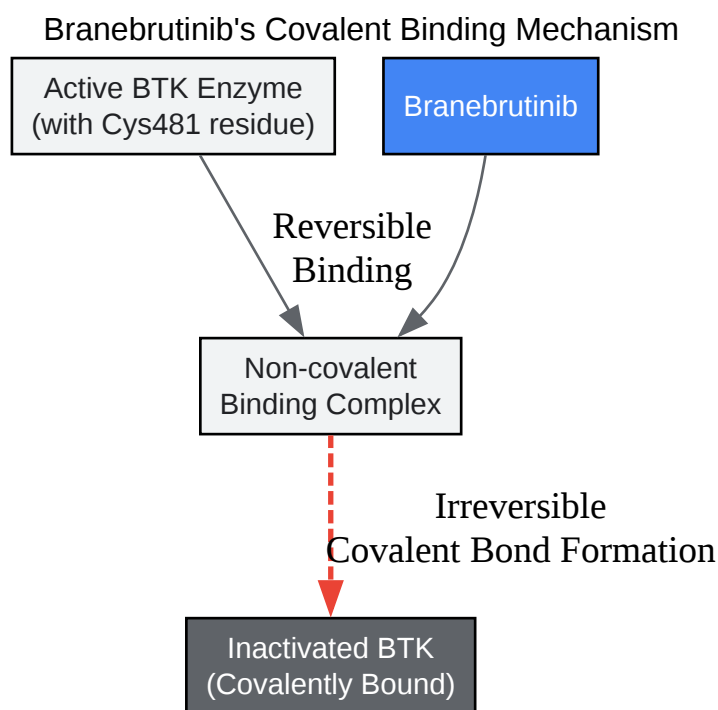 Branebrutinib's Covalent Binding Mechanism
Active BTK Enzyme
(with Cys481 residue)
Branebrutinib
Reversible
Binding
Non-covalent
Binding Complex
Irreversible
Covalent Bond Formation
Inactivated BTK
(Covalently Bound)